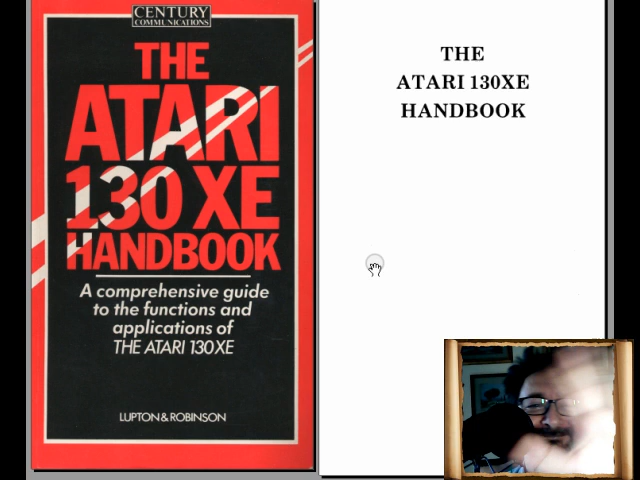 CENTURY
COMMUNICATIONS
THE
ATARI
130 XE
HANDBOOK
A comprehensive guide
to the functions and
applications of
THE ATARI 130XE
LUPTON & ROBINSON
THE
ATARI 130XE
HANDBOOK